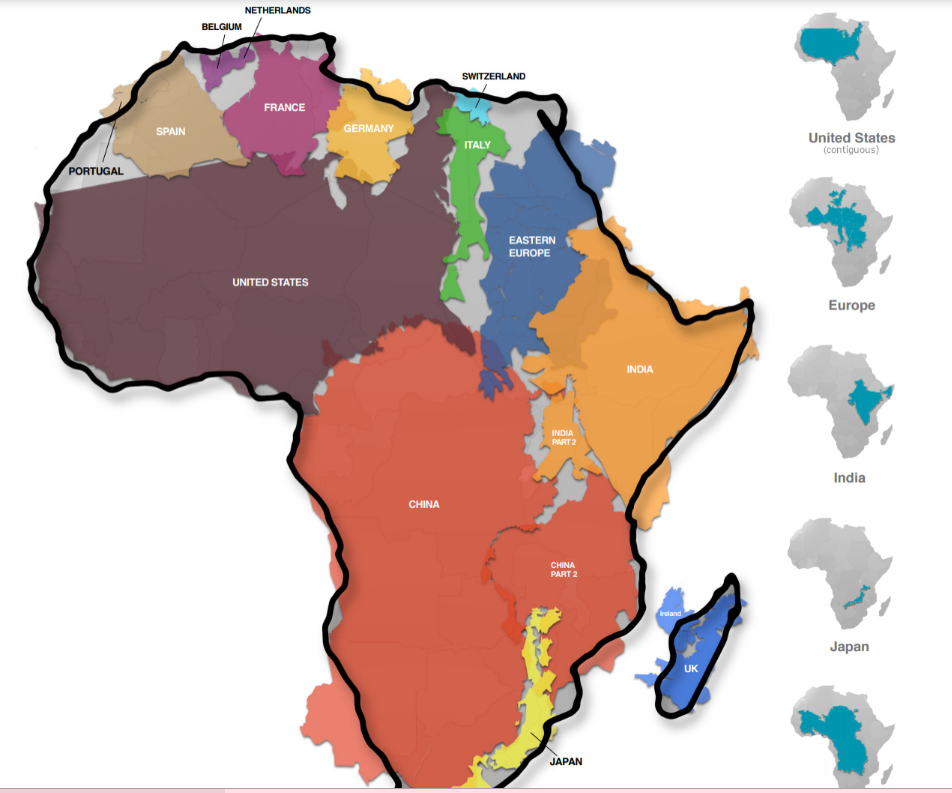 NETHERLANDS
BELGIUM
SWITZERLAND
FRANCE
GERMANY
SPAIN
ITALY
PORTUGAL
EASTERN
EUROPE
UNITED STATES
INDIA
INDIA
PART 2
CHINA
CHINA
PART 2
Ireland
UK
JAPAN
United States
(contiguous)
Europe
India
Japan